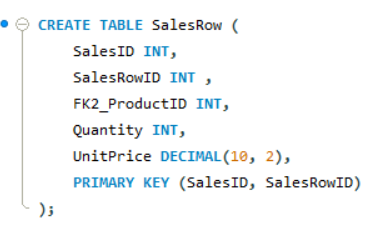 CREATE TABLE SalesRow (
SalesID INT,
SalesRowID INT ,
FK2_ProductID INT,
Quantity INT,
UnitPrice DECIMAL(10, 2),
PRIMARY KEY (SalesID, SalesRowID)
);